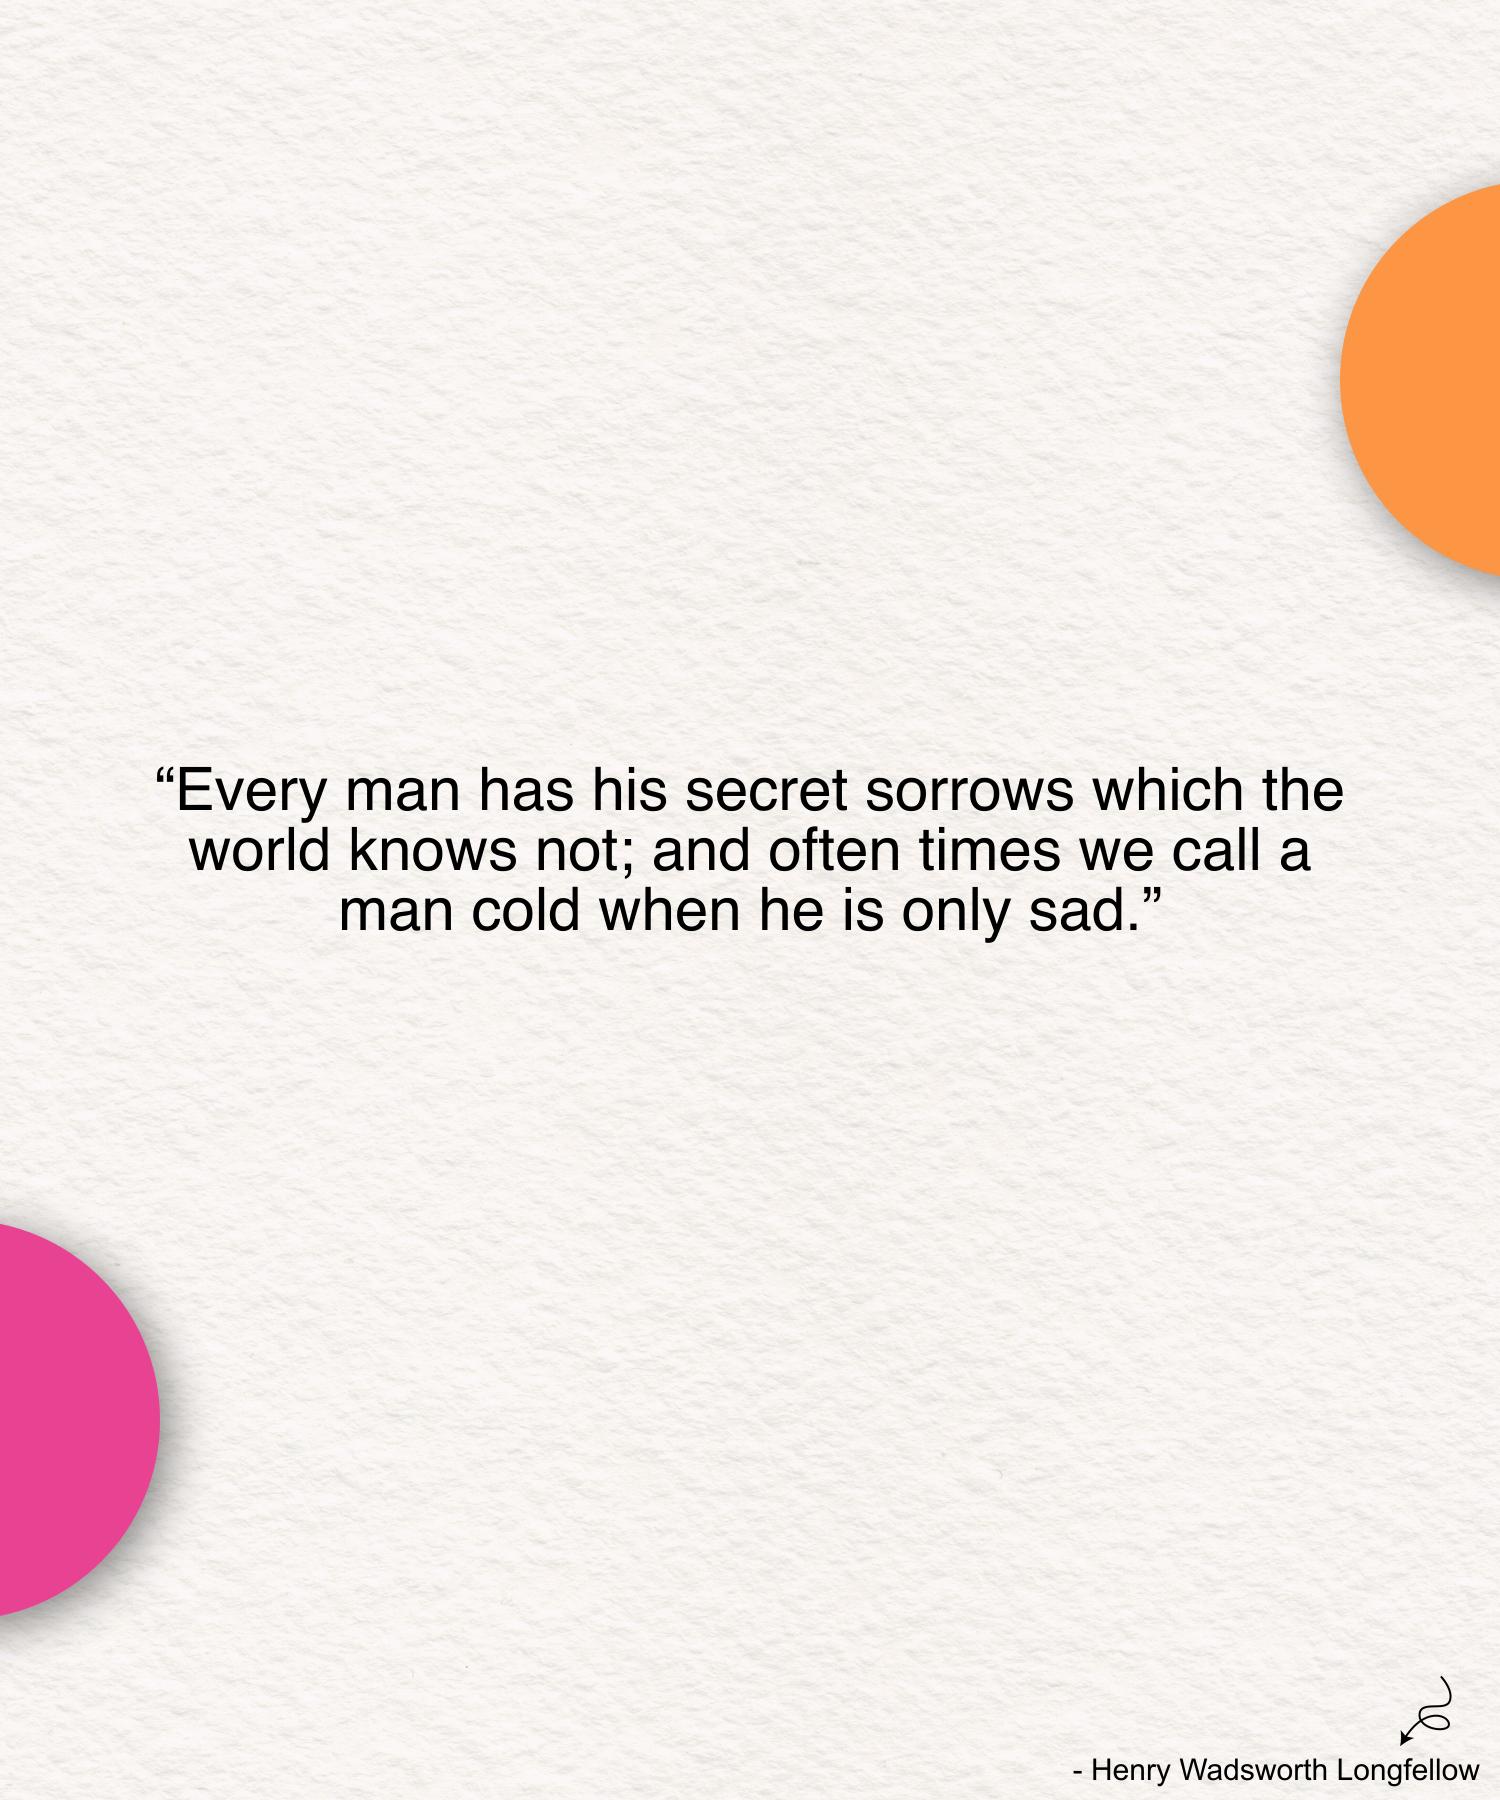 “Every man has his secret sorrows which the
world knows not; and often times we call a
man cold when he is only sad.”
- Henry Wadsworth Longfellow